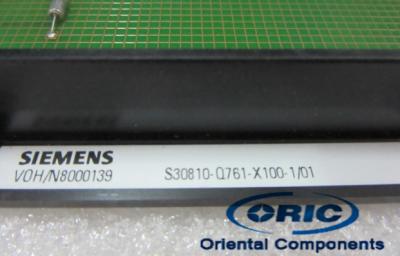 SIEMENS
VOH/N8000139 S30810-Q761-X100-1/01
ORIC
Oriental Components